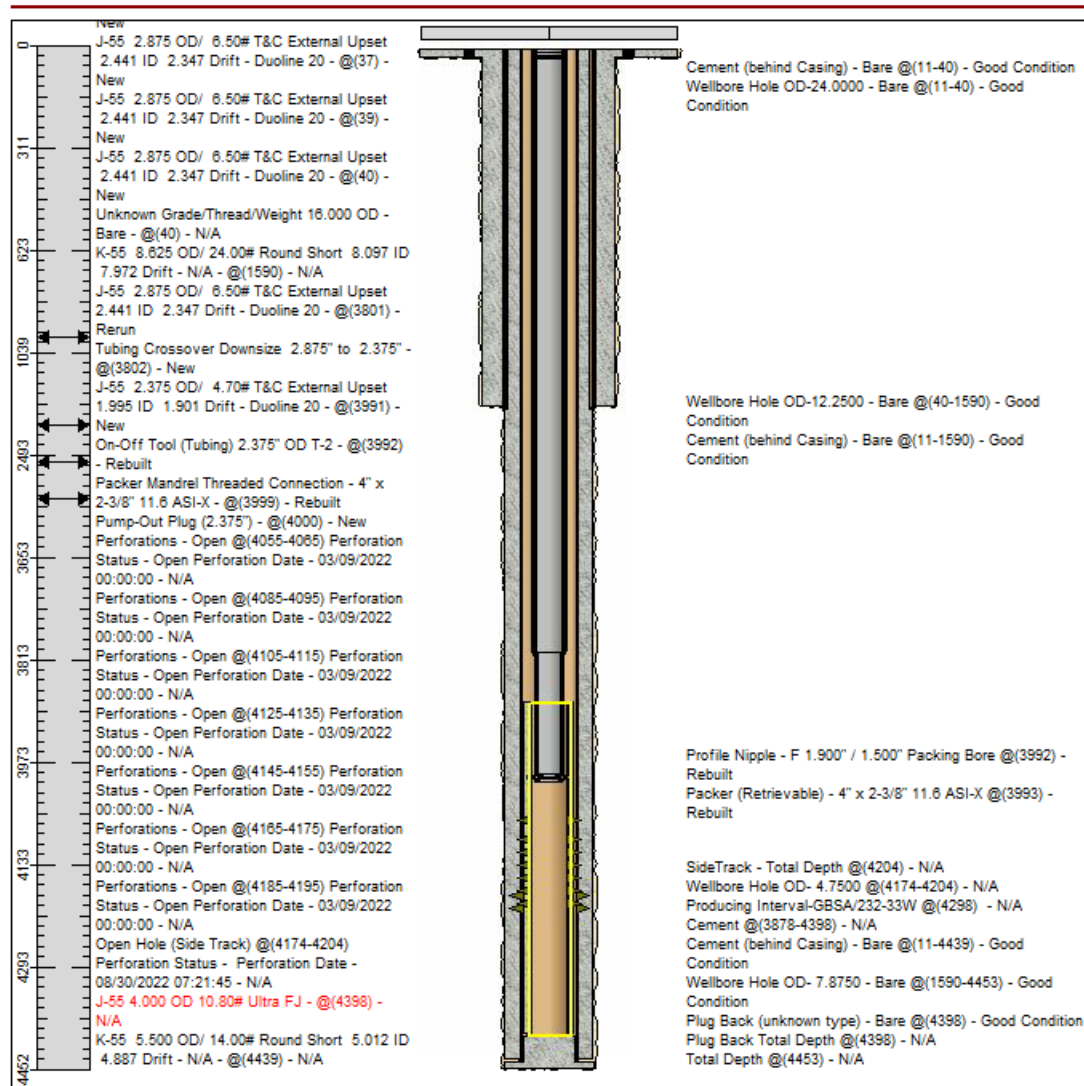 New
J-55 2.875 OD/ 6.50# T&C External Upset
2.441 ID 2.347 Drift - Duoline 20 - @(37) -
New
J-55 2.875 OD/ 6.50# T&C External Upset
2.441 ID 2.347 Drift - Duoline 20 - @(39) -
New
J-55 2.875 OD/ 6.50# T&C External Upset
2.441 ID 2.347 Drift - Duoline 20 - @(40) -
New
Unknown Grade/Thread/Weight 16.000 OD -
Bare - @(40) - N/A
K-55 8.625 OD/ 24.00# Round Short 8.097 ID
7.972 Drift - N/A - @(1590) - N/A
J-55 2.875 OD/ 6.50# T&C External Upset
2.441 ID 2.347 Drift - Duoline 20 - @(3801) -
Rerun
Tubing Crossover Downsize 2.875" to 2.375" -
@(3802) - New
J-55 2.375 OD/ 4.70# T&C External Upset
1.995 ID 1.901 Drift - Duoline 20 - @(3991) -
New
On-Off Tool (Tubing) 2.375" OD T-2 - @(3992)
- Rebuilt
Packer Mandrel Threaded Connection - 4" x
2-3/8" 11.6 ASI-X - @(3999) - Rebuilt
Pump-Out Plug (2.375") - @(4000) - New
Perforations - Open @(4055-4065) Perforation
Status - Open Perforation Date - 03/09/2022
00:00:00 - N/A
Perforations - Open @(4085-4095) Perforation
Status - Open Perforation Date - 03/09/2022
00:00:00 - N/A
Perforations - Open @(4105-4115) Perforation
Status - Open Perforation Date - 03/09/2022
00:00:00 - N/A
Perforations - Open @(4125-4135) Perforation
Status - Open Perforation Date - 03/09/2022
00:00:00 - N/A
Perforations - Open @(4145-4155) Perforation
Status - Open Perforation Date - 03/09/2022
00:00:00 - N/A
Perforations - Open @(4165-4175) Perforation
Status - Open Perforation Date - 03/09/2022
00:00:00 - N/A
Perforations - Open @(4185-4195) Perforation
Status - Open Perforation Date - 03/09/2022
00:00:00 - N/A
Open Hole (Side Track) @(4174-4204)
Perforation Status - Perforation Date -
08/30/2022 07:21:45 - N/A
J-55 4.000 OD 10.80# Ultra FJ - @(4398) -
N/A
K-55 5.500 OD/ 14.00# Round Short 5.012 ID
4.887 Drift - N/A - @(4439) - N/A
0
311
623
1039
2493
3653
3813
3973
4133
4293
4452
Cement (behind Casing) - Bare @(11-40) - Good Condition
Wellbore Hole OD-24.0000 - Bare @(11-40) - Good
Condition
Wellbore Hole OD-12.2500 - Bare @(40-1590) - Good
Condition
Cement (behind Casing) - Bare @(11-1590) - Good
Condition
Profile Nipple - F 1.900" / 1.500" Packing Bore @(3992) -
Rebuilt
Packer (Retrievable) - 4" x 2-3/8" 11.6 ASI-X @(3993) -
Rebuilt
SideTrack - Total Depth @(4204) - N/A
Wellbore Hole OD- 4.7500 @(4174-4204) - N/A
Producing Interval-GBSA/232-33W @(4298) - N/A
Cement @(3878-4398) - N/A
Cement (behind Casing) - Bare @(11-4439) - Good
Condition
Wellbore Hole OD- 7.8750 - Bare @(1590-4453) - Good
Condition
Plug Back (unknown type) - Bare @(4398) - Good Condition
Plug Back Total Depth @(4398) - N/A
Total Depth @(4453) - N/A